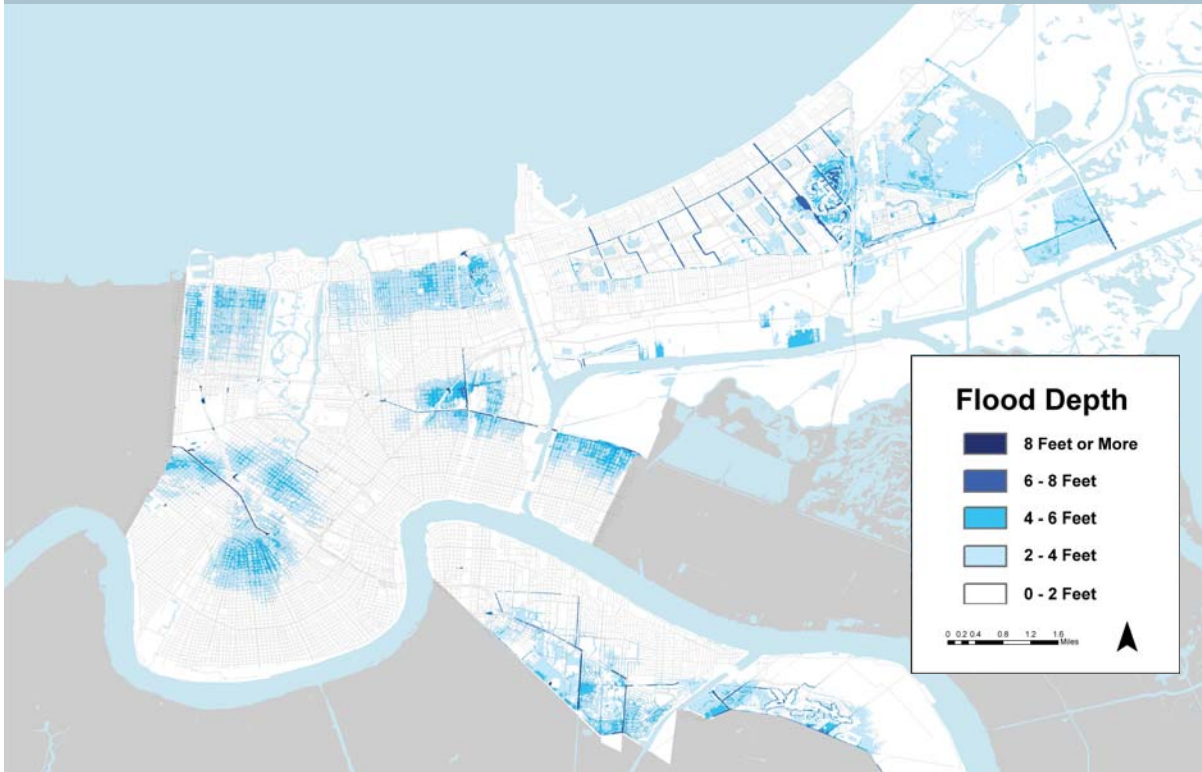 Flood Depth
8 Feet or More
6 - 8 Feet
4 - 6 Feet
2 - 4 Feet
0 - 2 Feet
0 0.2 0.4 0.8 1.2 1.6
Miles